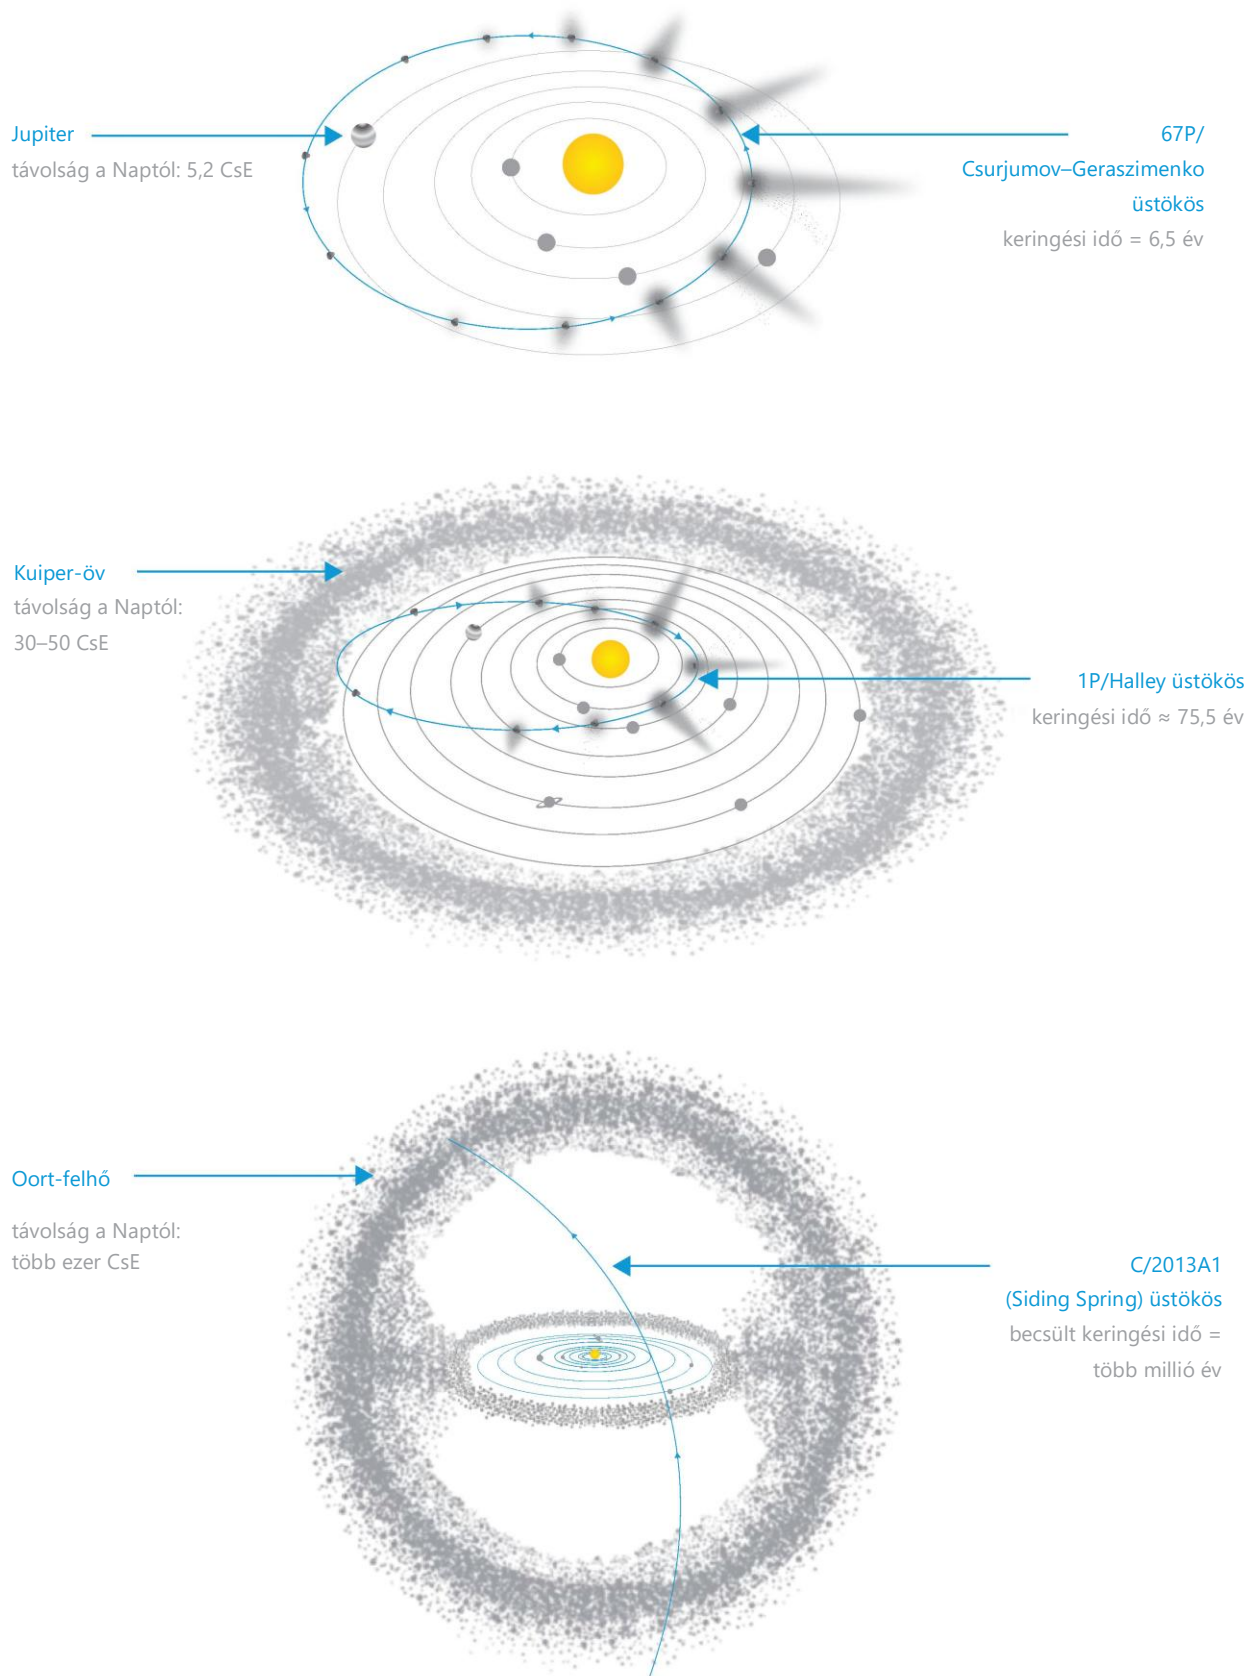 Jupiter
távolság a Naptól: 5,2 CsE
67P/
Csurjumov–Geraszimenko
üstökös
keringési idő = 6,5 év
Kuiper-öv
távolság a Naptól:
30–50 CsE
1P/Halley üstökös
keringési idő ≈ 75,5 év
Oort-felhő
távolság a Naptól:
több ezer CsE
C/2013A1
(Siding Spring) üstökös
becsült keringési idő =
több millió év